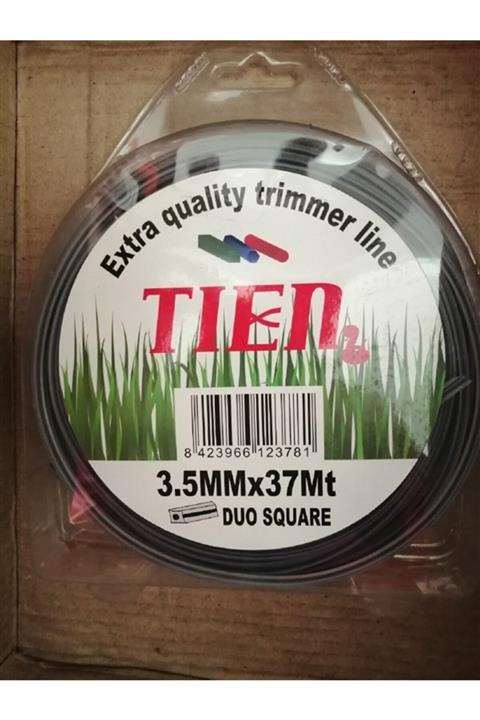 Extra quality trimmer line
TIEN
8 423966 123781
3.5MMx37Mt
DUO SQUARE